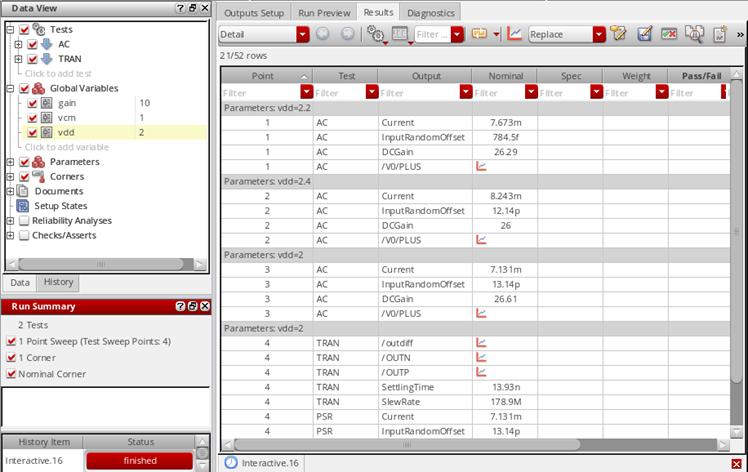 Data View
Tests
AC
TRAN
Click to add test
Global Variables
gain 10
vcm 1
vdd 2
Click to add variable
Parameters
Corners
Documents
Setup States
Reliability Analyses
Checks/Asserts
Data History
Run Summary
2 Tests
1 Point Sweep (Test Sweep Points: 4)
1 Corner
Nominal Corner
History Item Status
Interactive.16 finished
Outputs Setup Run Preview Results Diagnostics
Detail Filter ... Replace »
21/52 rows
Point Test Output Nominal Spec Weight Pass/Fail
Filter Filter Filter Filter Filter Filter Filter
Parameters: vdd=2.2
1 AC Current 7.673m
1 AC InputRandomOffset 784.5f
1 AC DCGain 26.29
1 AC /V0/PLUS
Parameters: vdd=2.4
2 AC Current 8.243m
2 AC InputRandomOffset 12.14p
2 AC DCGain 26
2 AC /V0/PLUS
Parameters: vdd=2
3 AC Current 7.131m
3 AC InputRandomOffset 13.14p
3 AC DCGain 26.61
3 AC /V0/PLUS
Parameters: vdd=2
4 TRAN /outdiff
4 TRAN /OUTN
4 TRAN /OUTP
4 TRAN SettlingTime 13.93n
4 TRAN SlewRate 178.9M
4 PSR Current 7.131m
4 PSR InputRandomOffset 13.14p
Interactive.16